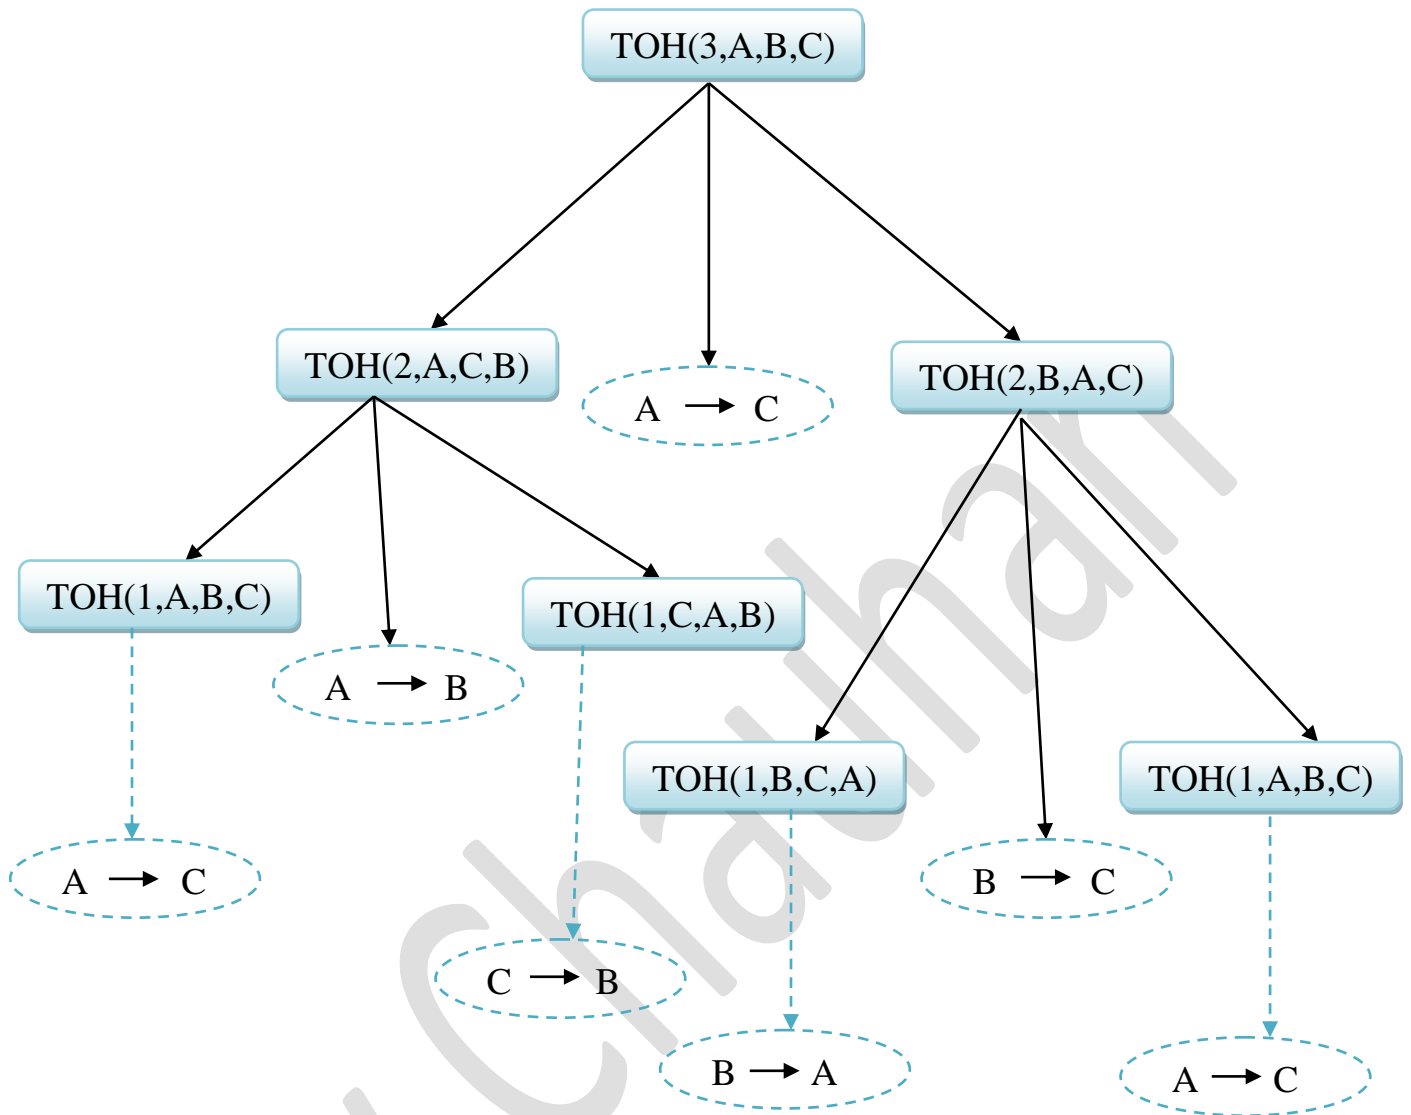 TOH(3,A,B,C)
TOH(2,A,C,B)
A → C
TOH(2,B,A,C)
TOH(1,A,B,C)
A → B
TOH(1,C,A,B)
TOH(1,B,C,A)
TOH(1,A,B,C)
A → C
B → C
C → B
B → A
A → C
Chauhan